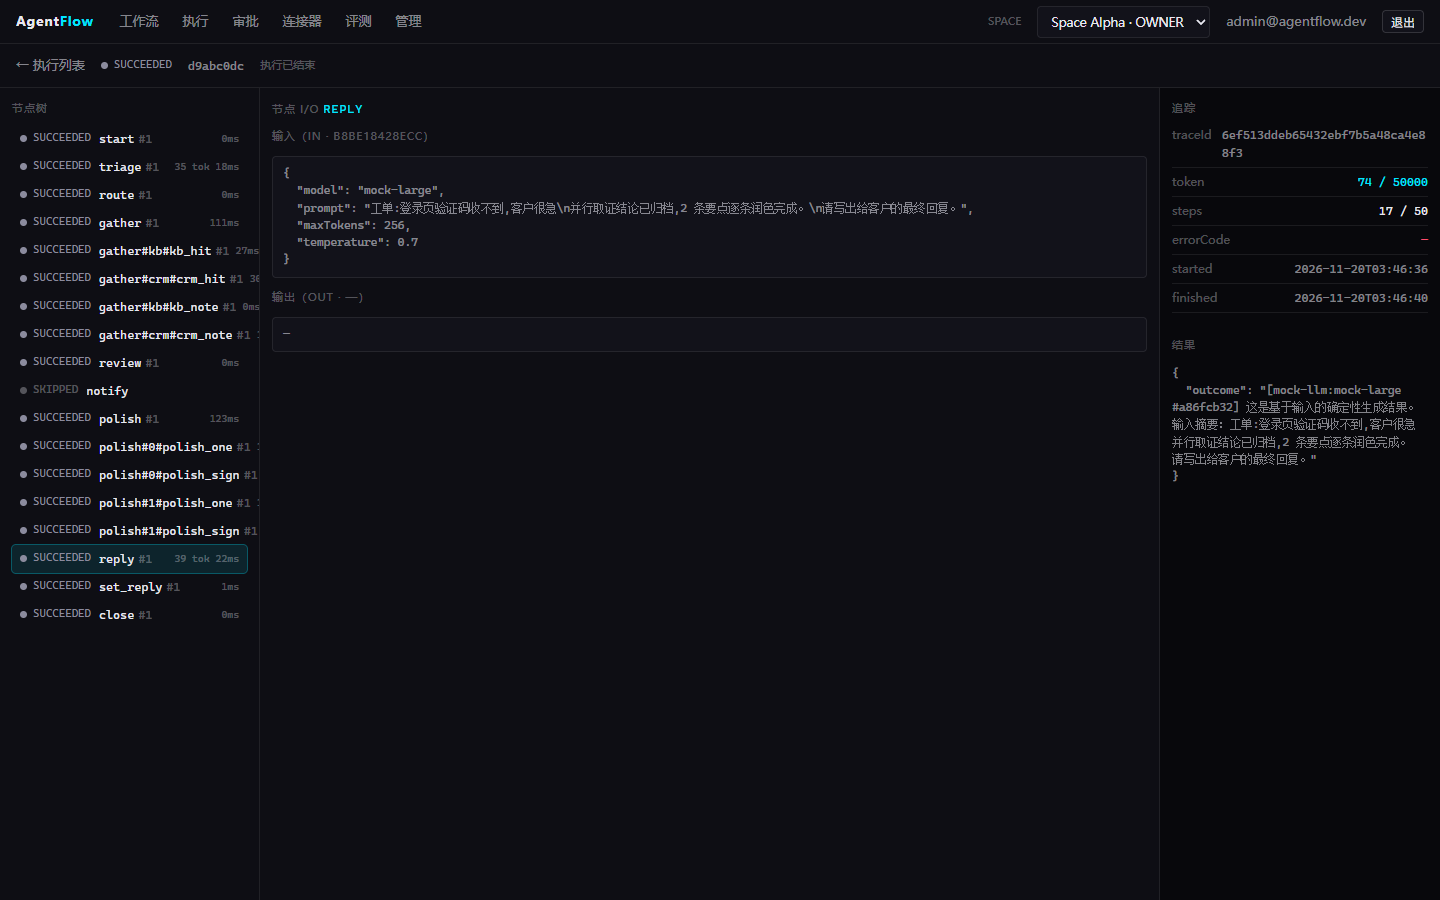 AgentFlow 工作流 执行 审批 连接器 评测 管理 SPACE Space Alpha · OWNER admin@agentflow.dev 退出
← 执行列表 SUCCEEDED d9abc0dc 执行已结束
节点树
SUCCEEDED start #1 0ms
SUCCEEDED triage #1 35 tok 18ms
SUCCEEDED route #1 0ms
SUCCEEDED gather #1 111ms
SUCCEEDED gather#kb#kb_hit #1 27ms
SUCCEEDED gather#crm#crm_hit #1
SUCCEEDED gather#kb#kb_note #1 0ms
SUCCEEDED gather#crm#crm_note #1
SUCCEEDED review #1 0ms
SKIPPED notify
SUCCEEDED polish #1 123ms
SUCCEEDED polish#0#polish_one #1
SUCCEEDED polish#0#polish_sign #1
SUCCEEDED polish#1#polish_one #1
SUCCEEDED polish#1#polish_sign #1
SUCCEEDED reply #1 39 tok 22ms
SUCCEEDED set_reply #1 1ms
SUCCEEDED close #1 0ms
节点 I/O REPLY
输入 (IN · B8BE18428ECC)
{
"model": "mock-large",
"prompt": "工单:登录页验证码收不到,客户很急\n并行取证结论已归档,2 条要点逐条润色完成。\n请写出给客户的最终回复。",
"maxTokens": 256,
"temperature": 0.7
}
输出 (OUT · —)
—
追踪
traceId 6ef513ddeb65432ebf7b5a48ca4e8
8f3
token 74 / 50000
steps 17 / 50
errorCode —
started 2026-11-20T03:46:36
finished 2026-11-20T03:46:40
结果
{
"outcome": "[mock-llm:mock-large
#a86fcb32] 这是基于输入的确定性生成结果。
输入摘要: 工单:登录页验证码收不到,客户很急
并行取证结论已归档,2 条要点逐条润色完成。
请写出给客户的最终回复。"
}